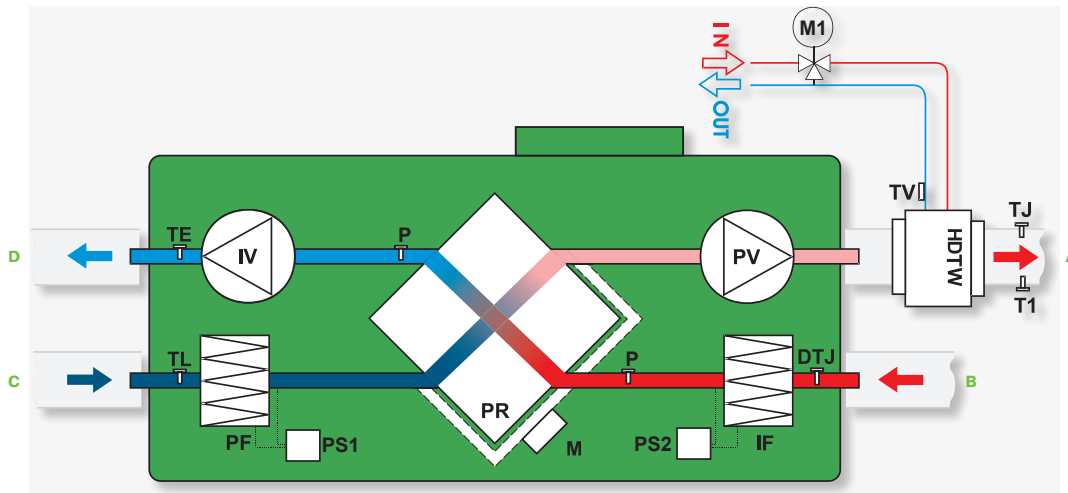 M1
IN
OUT
TV
TJ
HDTW
A
T1
TE
IV
P
PV
D
TL
P
DTJ
C
B
PR
PF
PS1
M
PS2
IF